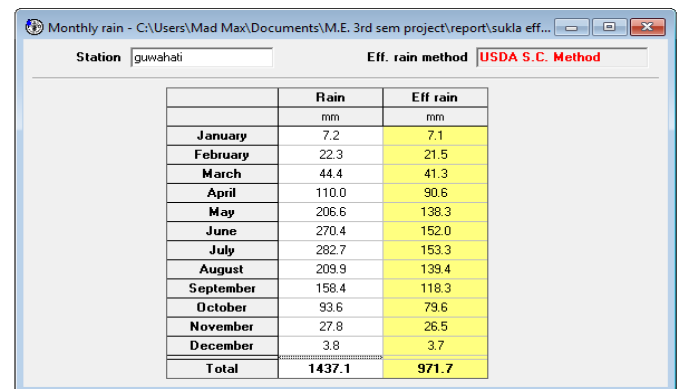 Monthly rain - C:\Users\Mad Max\Documents\M.E. 3rd sem project\report\sukla eff...
Station guwahati Eff. rain method USDA S.C. Method
Rain Eff rain
mm mm
January 7.2 7.1
February 22.3 21.5
March 44.4 41.3
April 110.0 90.6
May 206.6 138.3
June 270.4 152.0
July 282.7 153.3
August 209.9 139.4
September 158.4 118.3
October 93.6 79.6
November 27.8 26.5
December 3.8 3.7
Total 1437.1 971.7